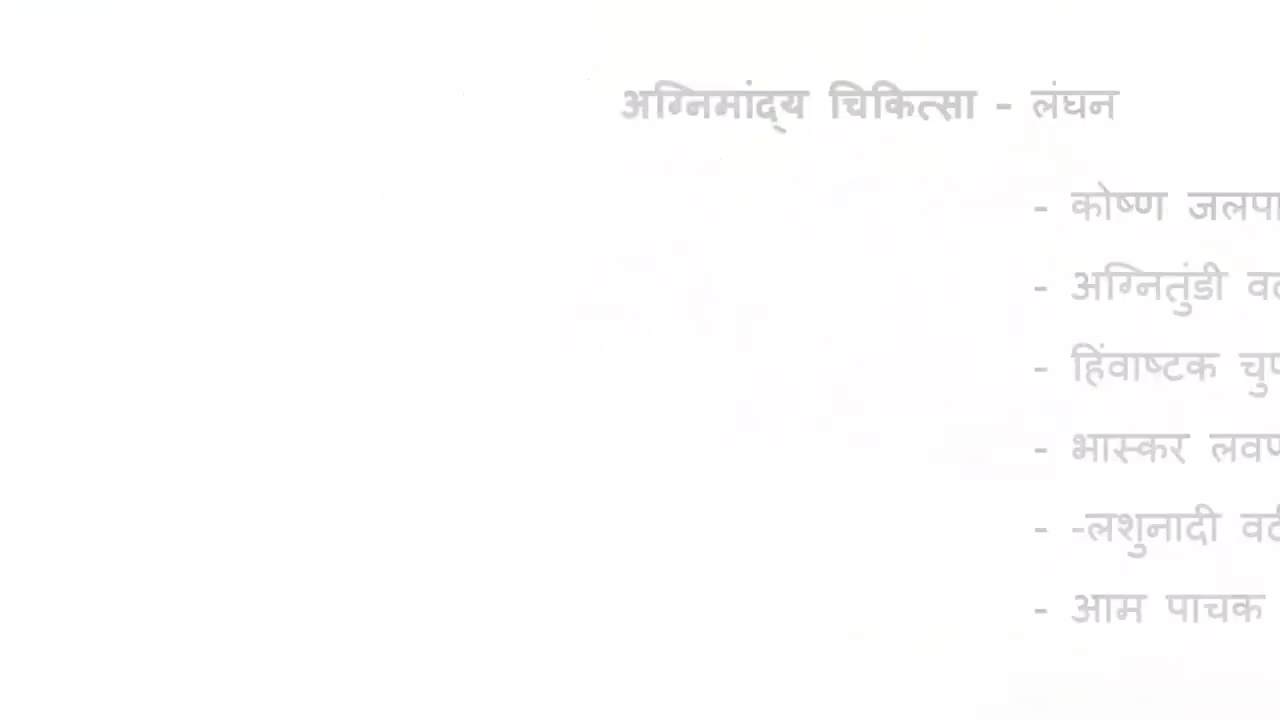 अग्निमांद्य चिकित्सा - लंघन
- कोष्ण
- अग्नितुंडी
- हिंवाष्टक
- भास्कर
- -लशुनादी
- आम पाचक